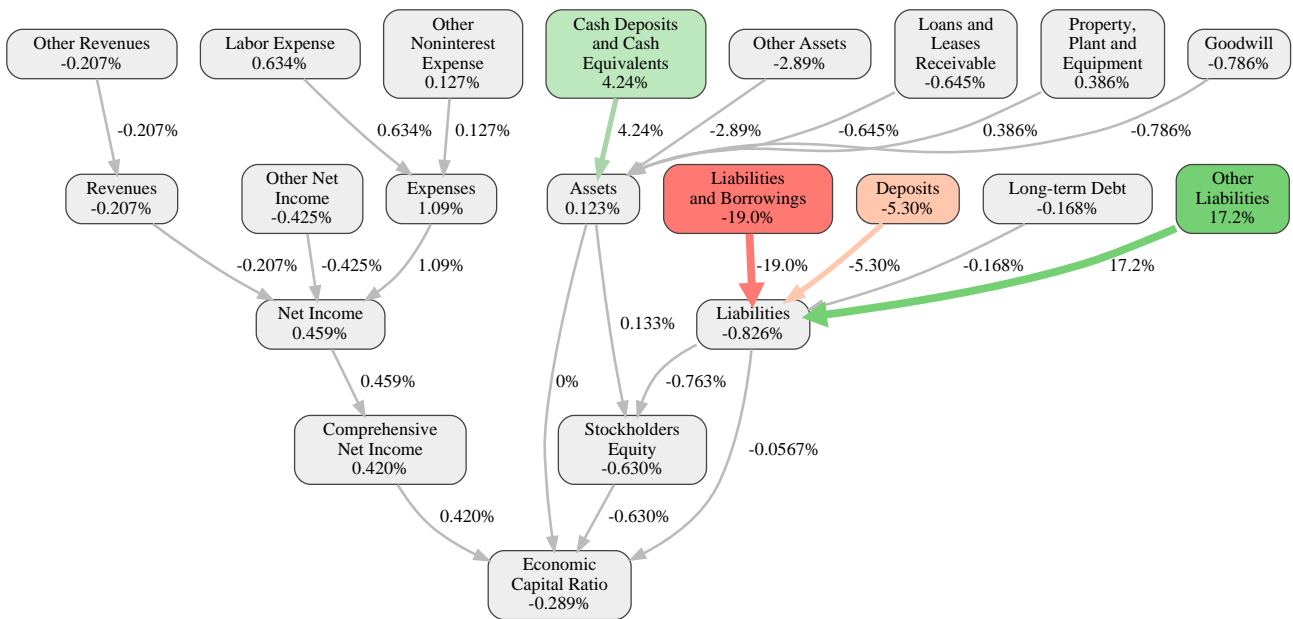 Other Revenues
-0.207%
Labor Expense
0.634%
Other
Noninterest
Expense
0.127%
Cash Deposits
and Cash
Equivalents
4.24%
Other Assets
-2.89%
Loans and
Leases
Receivable
-0.645%
Property,
Plant and
Equipment
0.386%
Goodwill
-0.786%
-0.207%
0.634%
0.127%
4.24%
-2.89%
-0.645%
0.386%
-0.786%
Revenues
-0.207%
Other Net
Income
-0.425%
Expenses
1.09%
Assets
0.123%
Liabilities
and Borrowings
-19.0%
Deposits
-5.30%
Long-term Debt
-0.168%
Other
Liabilities
17.2%
-0.207%
-0.425%
1.09%
-19.0%
-5.30%
-0.168%
17.2%
Net Income
0.459%
0.133%
Liabilities
-0.826%
0.459%
0%
-0.763%
Comprehensive
Net Income
0.420%
Stockholders
Equity
-0.630%
-0.0567%
0.420%
-0.630%
Economic
Capital Ratio
-0.289%